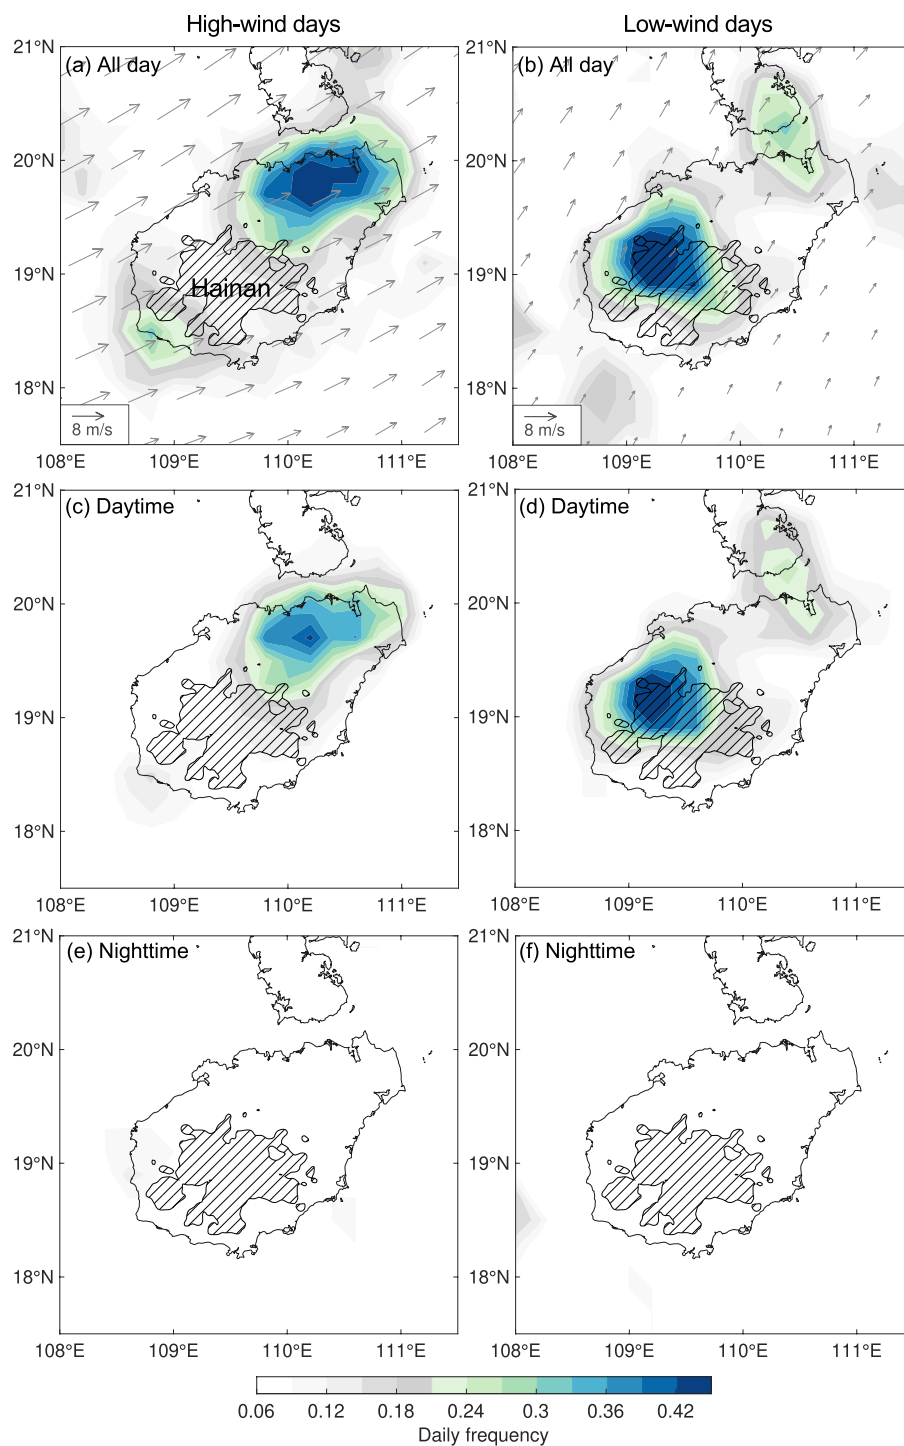 High-wind days
Low-wind days
21°N
(a) All day
20°N
19°N
Hainan
18°N
8 m/s
108°E
109°E
110°E
111°E
21°N
(b) All day
20°N
19°N
18°N
8 m/s
108°E
109°E
110°E
111°E
21°N
(c) Daytime
20°N
19°N
18°N
108°E
109°E
110°E
111°E
21°N
(d) Daytime
20°N
19°N
18°N
108°E
109°E
110°E
111°E
21°N
(e) Nighttime
20°N
19°N
18°N
108°E
109°E
110°E
111°E
21°N
(f) Nighttime
20°N
19°N
18°N
108°E
109°E
110°E
111°E
0.06 0.12 0.18 0.24 0.3 0.36 0.42
Daily frequency